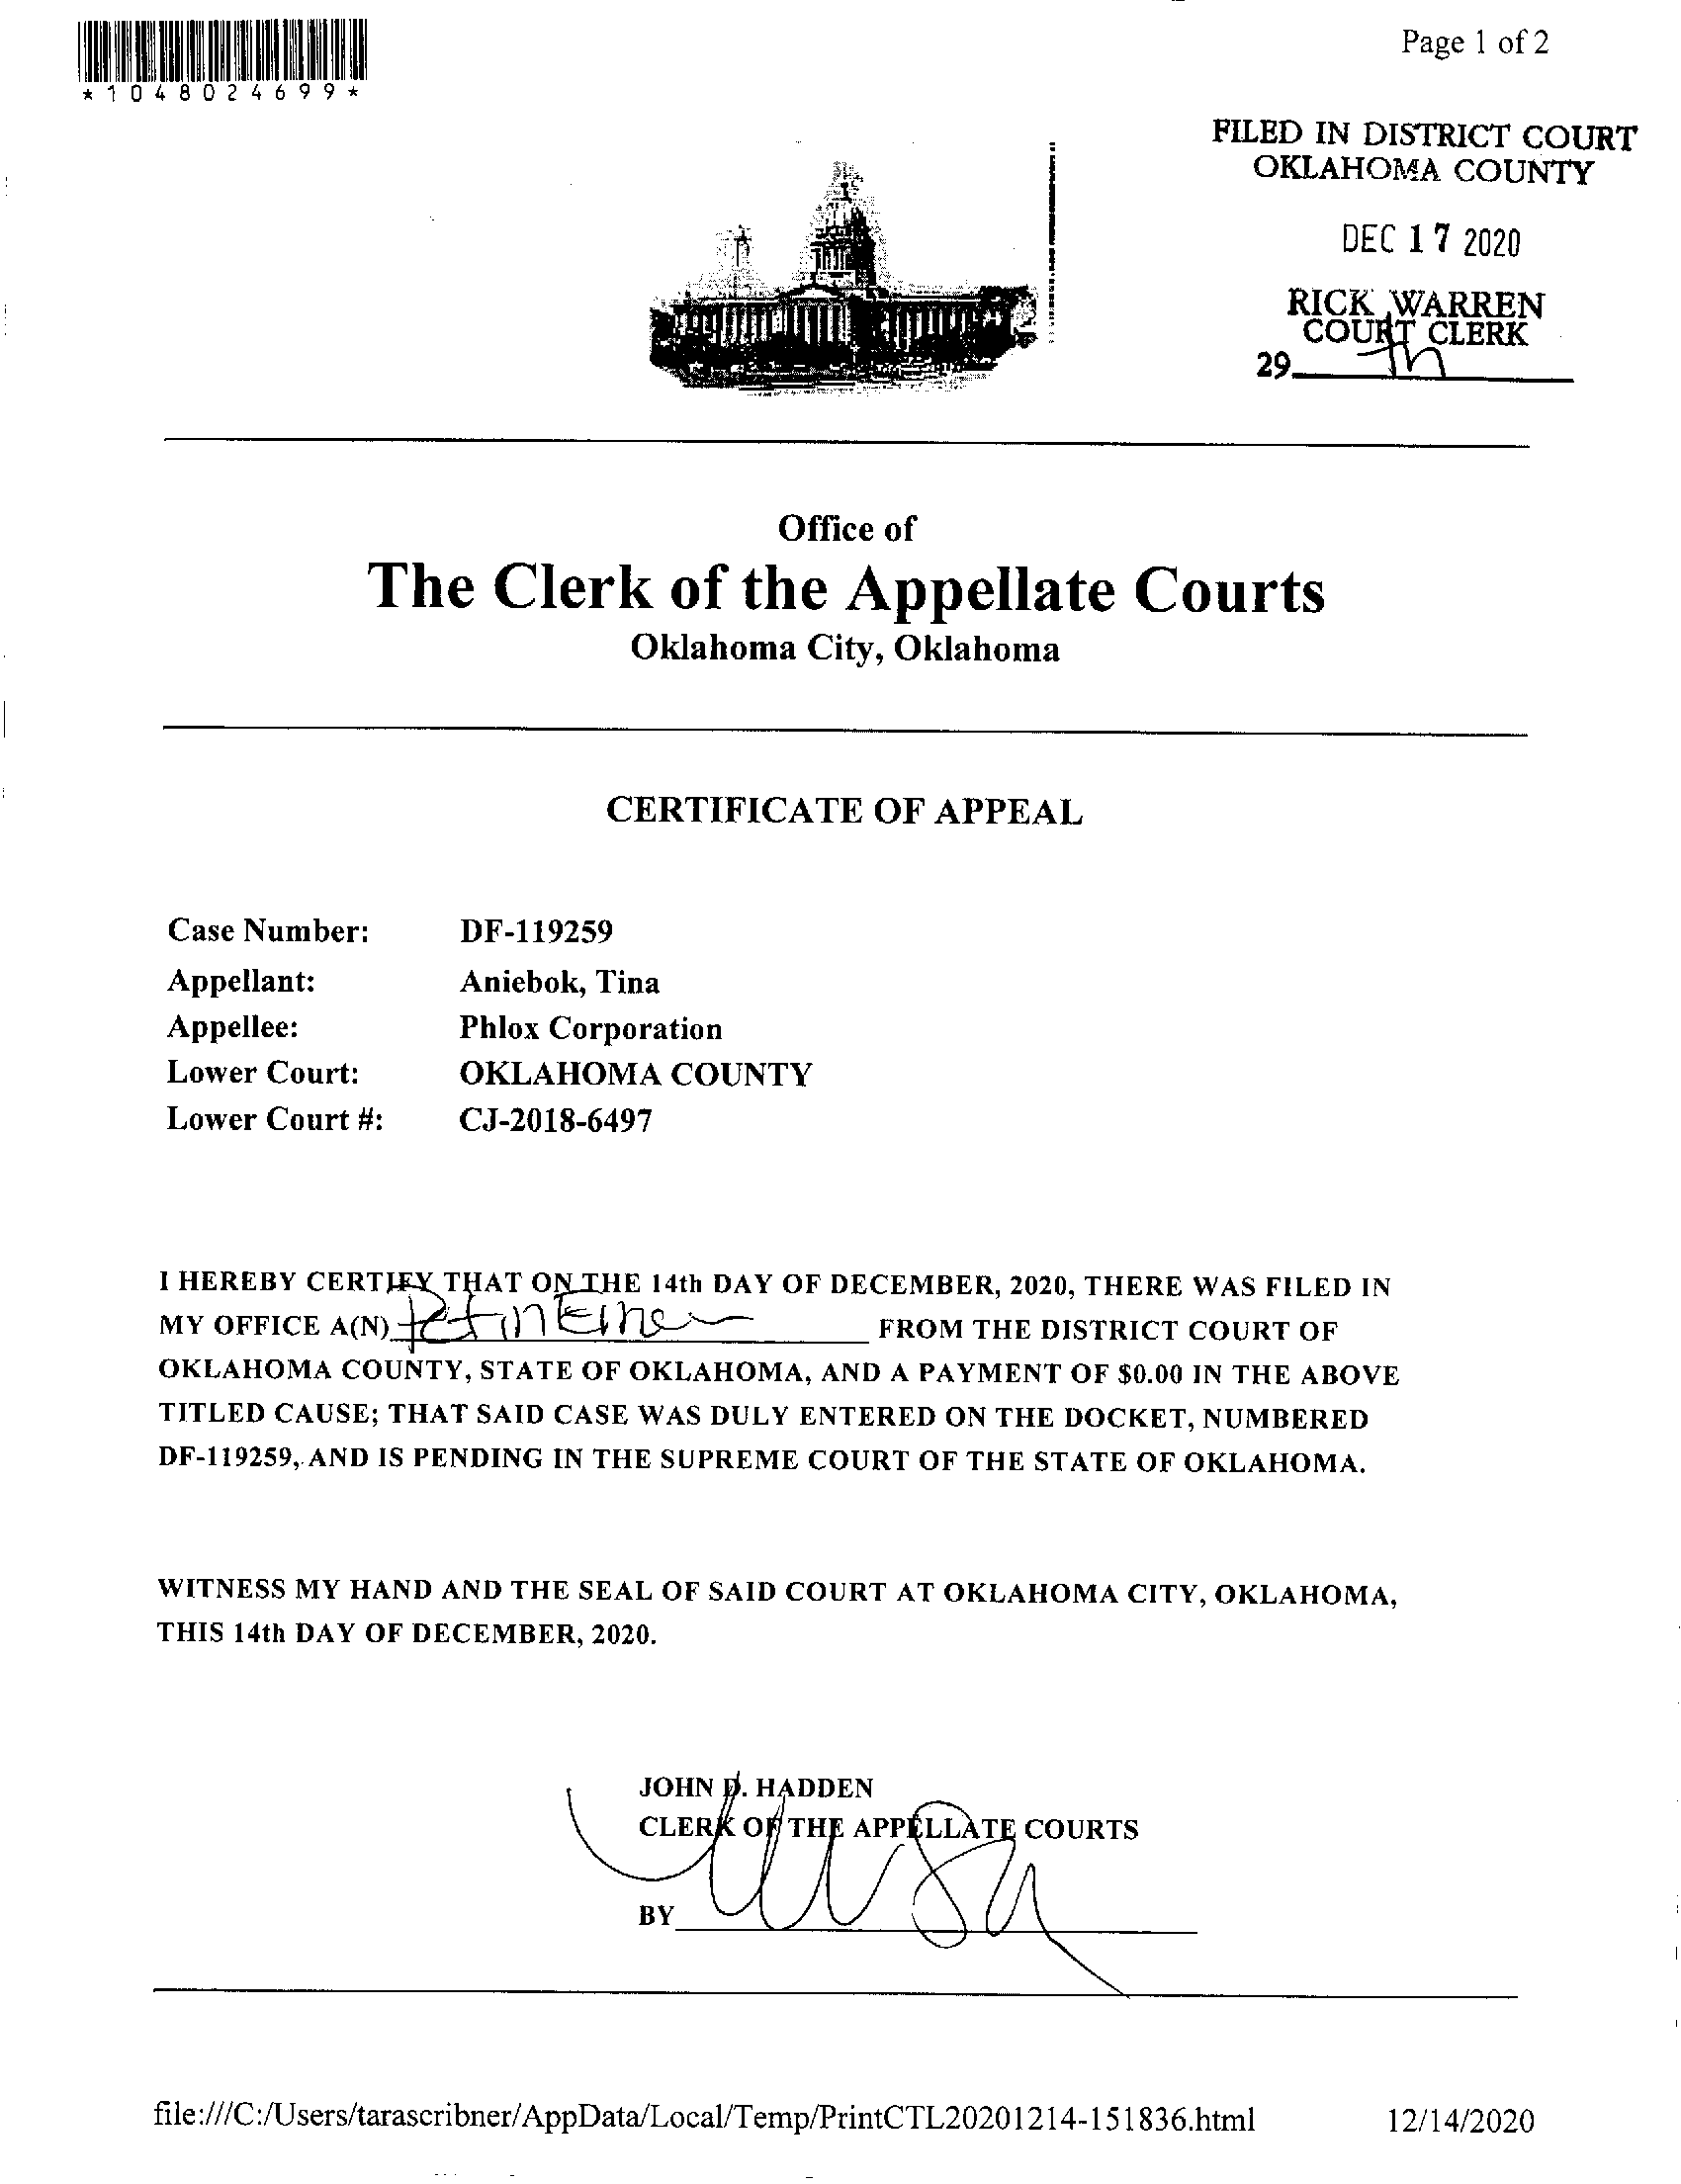 Page 1 of 2
*1048024699*
FILED IN DISTRICT COURT
OKLAHOMA COUNTY
DEC 17 2020
RICK WARREN
COURT CLERK
29
Office of
The Clerk of the Appellate Courts
Oklahoma City, Oklahoma
CERTIFICATE OF APPEAL
Case Number: DF-119259
Appellant: Aniebok, Tina
Appellee: Phlox Corporation
Lower Court: OKLAHOMA COUNTY
Lower Court #: CJ-2018-6497
I HEREBY CERTIFY THAT ON THE 14th DAY OF DECEMBER, 2020, THERE WAS FILED IN
MY OFFICE A(N) FROM THE DISTRICT COURT OF
OKLAHOMA COUNTY, STATE OF OKLAHOMA, AND A PAYMENT OF $0.00 IN THE ABOVE
TITLED CAUSE; THAT SAID CASE WAS DULY ENTERED ON THE DOCKET, NUMBERED
DF-119259, AND IS PENDING IN THE SUPREME COURT OF THE STATE OF OKLAHOMA.
WITNESS MY HAND AND THE SEAL OF SAID COURT AT OKLAHOMA CITY, OKLAHOMA,
THIS 14th DAY OF DECEMBER, 2020.
JOHN D. HADDEN
CLERK OF THE APPELLATE COURTS
BY
file:///C:/Users/tarascribner/AppData/Local/Temp/PrintCTL20201214-151836.html 12/14/2020